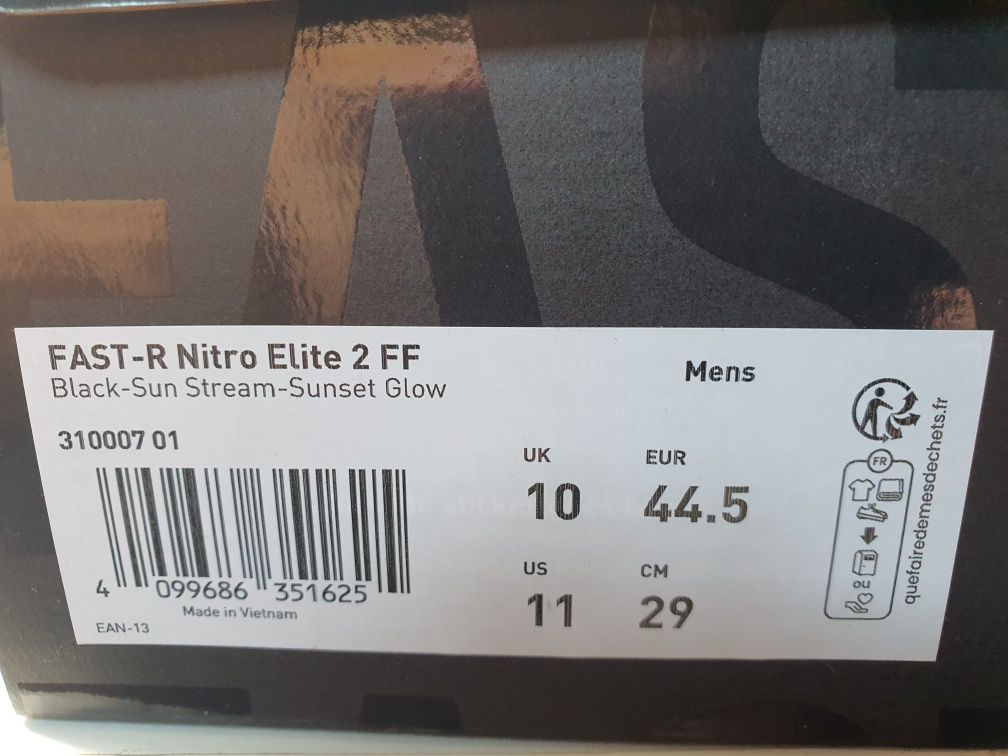 FAS
FAST-R Nitro Elite 2 FF
Black-Sun Stream-Sunset Glow
Mens
310007 01
UK
EUR
10
44.5
US
CM
11
29
4 099686 351625
Made in Vietnam
EAN-13
FR
OU
quefairedemesdechets.fr